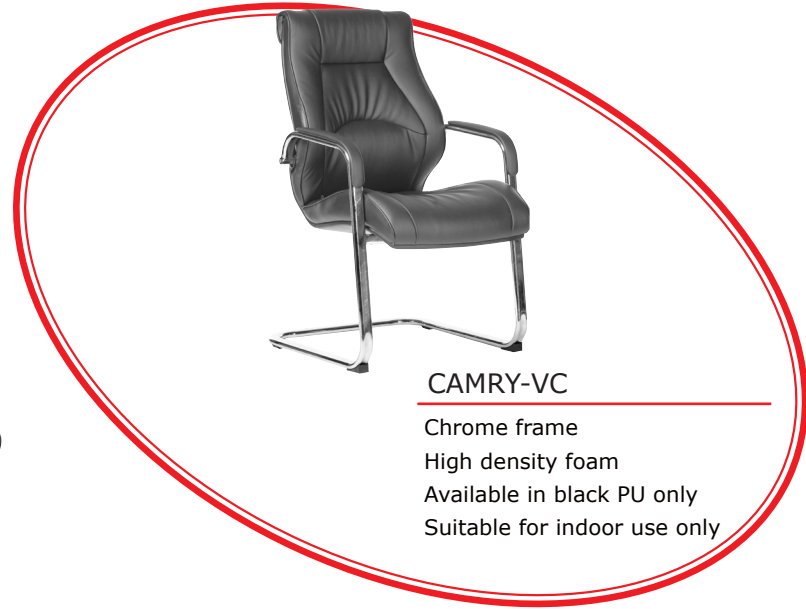 CAMRY-VC
Chrome frame
High density foam
Available in black PU only
Suitable for indoor use only